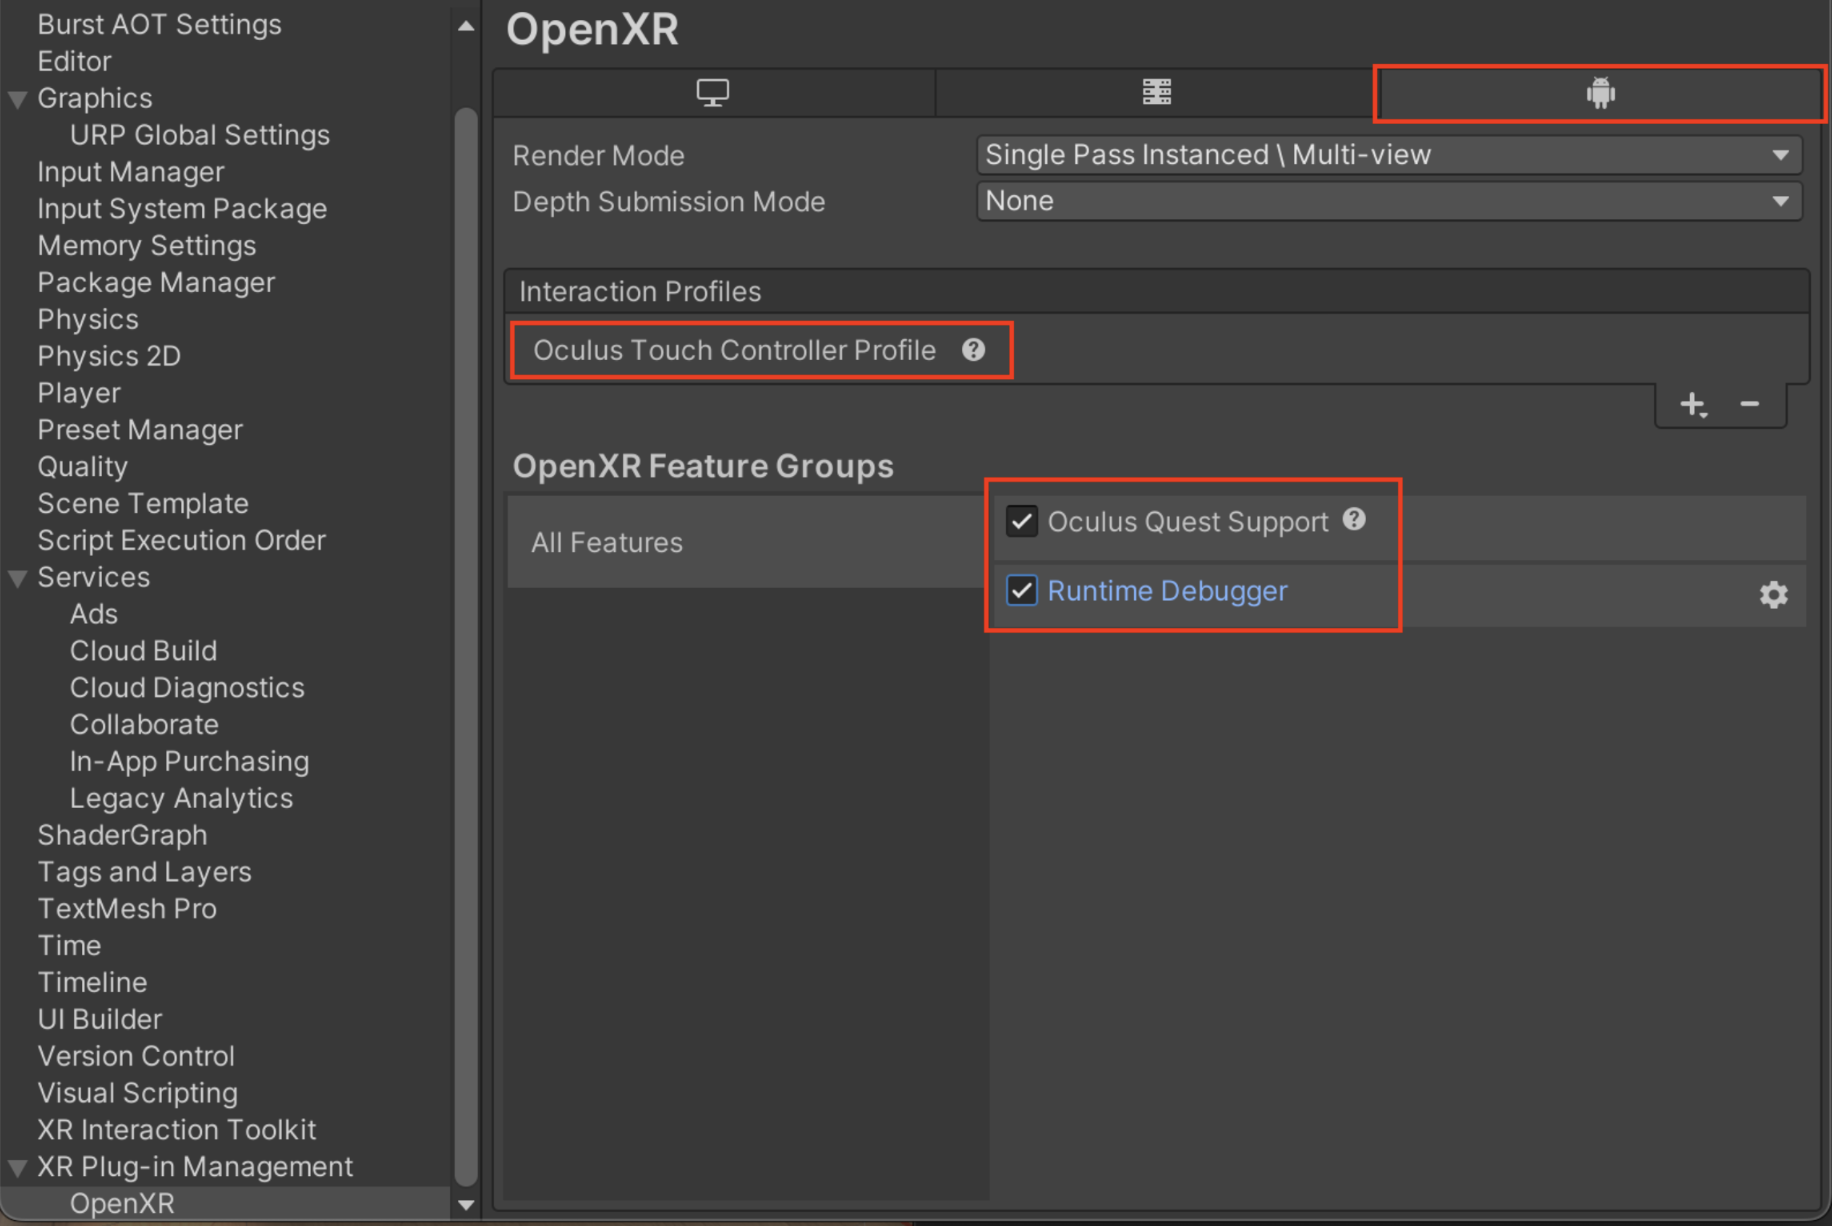 Burst AOT Settings
Editor
Graphics
URP Global Settings
Input Manager
Input System Package
Memory Settings
Package Manager
Physics
Physics 2D
Player
Preset Manager
Quality
Scene Template
Script Execution Order
Services
Ads
Cloud Build
Cloud Diagnostics
Collaborate
In-App Purchasing
Legacy Analytics
ShaderGraph
Tags and Layers
TextMesh Pro
Time
Timeline
UI Builder
Version Control
Visual Scripting
XR Interaction Toolkit
XR Plug-in Management
OpenXR
OpenXR
Render Mode
Single Pass Instanced \ Multi-view
Depth Submission Mode
None
Interaction Profiles
Oculus Touch Controller Profile
OpenXR Feature Groups
All Features
Oculus Quest Support
Runtime Debugger